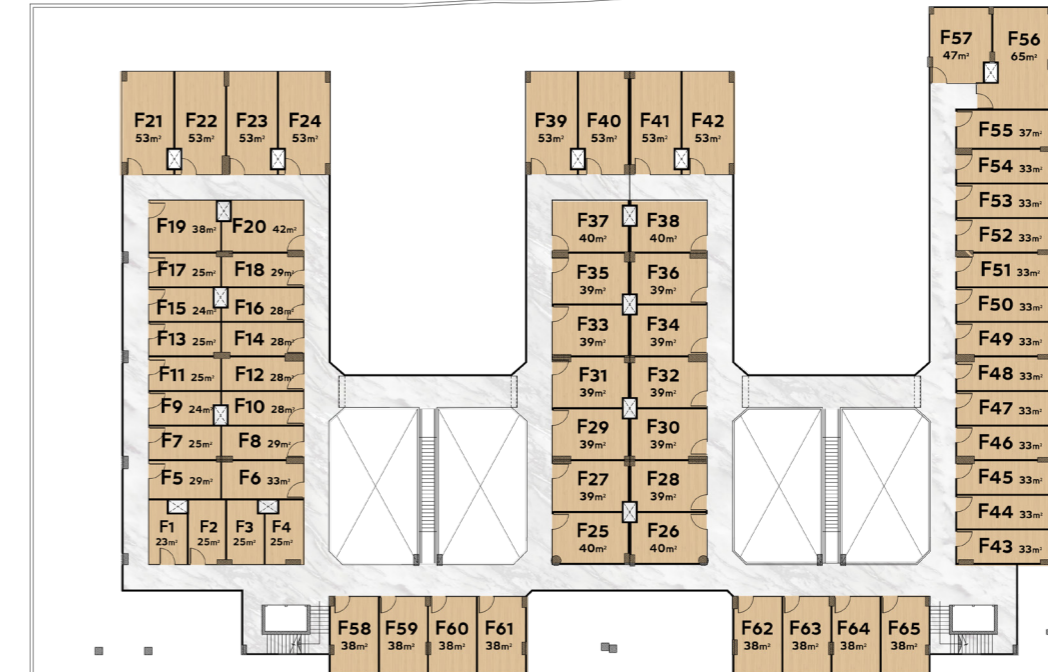 F57
47m²
F56
65m²
F21
53m²
F22
53m²
F23
53m²
F24
53m²
F39
53m²
F40
53m²
F41
53m²
F42
53m²
F55 37m²
F54 33m²
F53 33m²
F52 33m²
F51 33m²
F50 33m²
F49 33m²
F48 33m²
F47 33m²
F46 33m²
F45 33m²
F44 33m²
F43 33m²
F19 38m²
F20 42m²
F17 25m²
F18 29m²
F15 24m²
F16 28m²
F13 25m²
F14 28m²
F11 25m²
F12 28m²
F9 24m²
F10 28m²
F7 25m²
F8 29m²
F5 29m²
F6 33m²
F1
23m²
F2
25m²
F3
25m²
F4
25m²
F37
40m²
F38
40m²
F35
39m²
F36
39m²
F33
39m²
F34
39m²
F31
39m²
F32
39m²
F29
39m²
F30
39m²
F27
39m²
F28
39m²
F25
40m²
F26
40m²
F58
38m²
F59
38m²
F60
38m²
F61
38m²
F62
38m²
F63
38m²
F64
38m²
F65
38m²